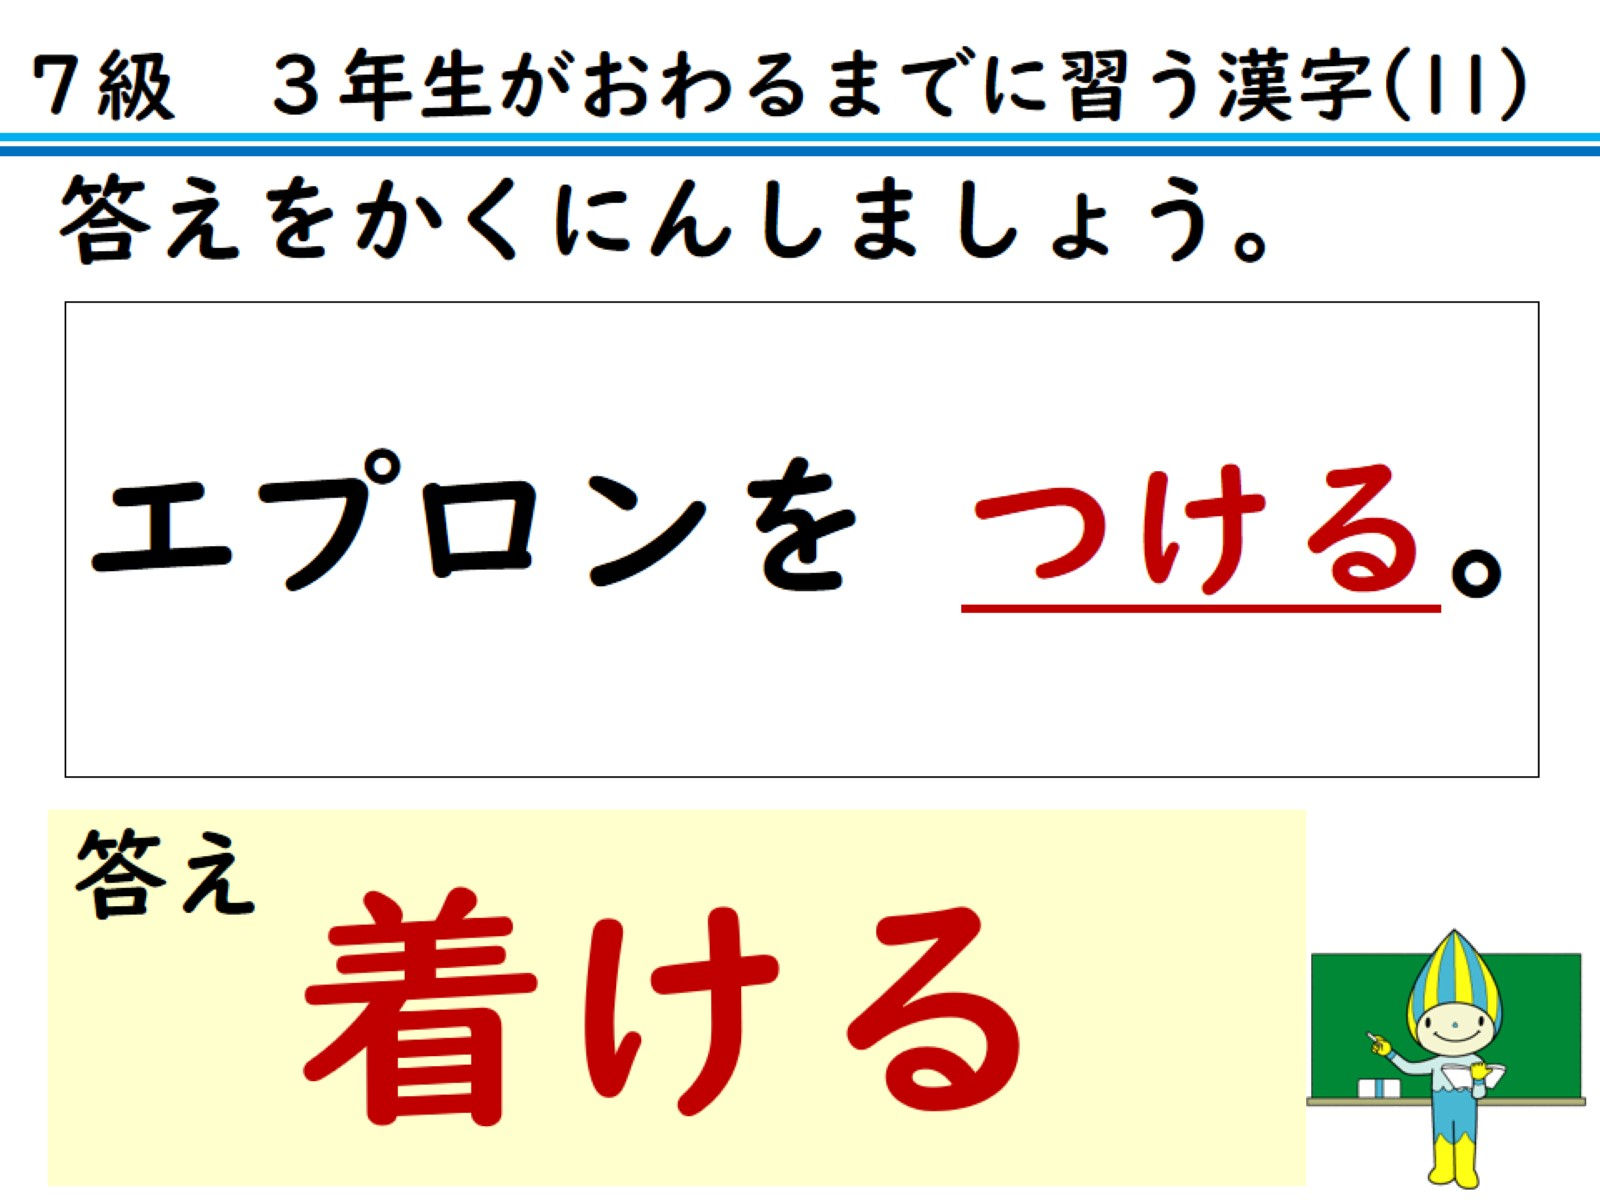 ７級　３年生がおわるまでに習う漢字(11)
答えをかくにんしましょう。
エプロンを　つける。
答え
着ける